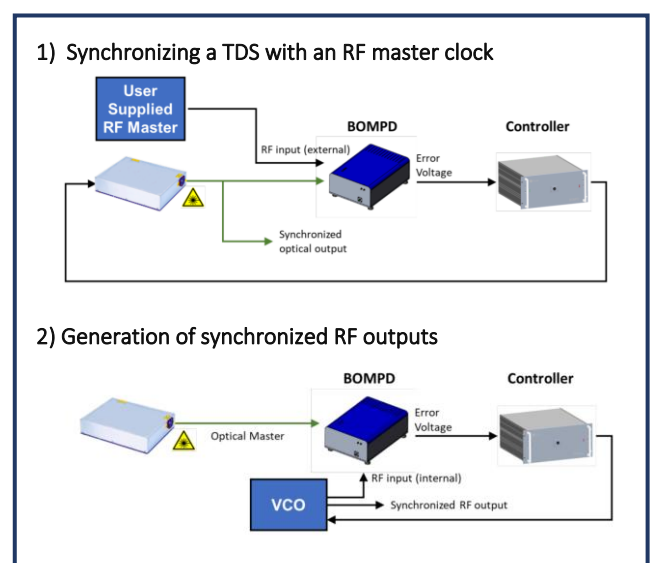 1) Synchronizing a TDS with an RF master clock
User
Supplied
RF Master
BOMPD
Controller
RF input (external)
Error
Voltage
Synchronized
optical output
2) Generation of synchronized RF outputs
BOMPD
Controller
Error
Voltage
Optical Master
RF input (internal)
VCO
Synchronized RF output